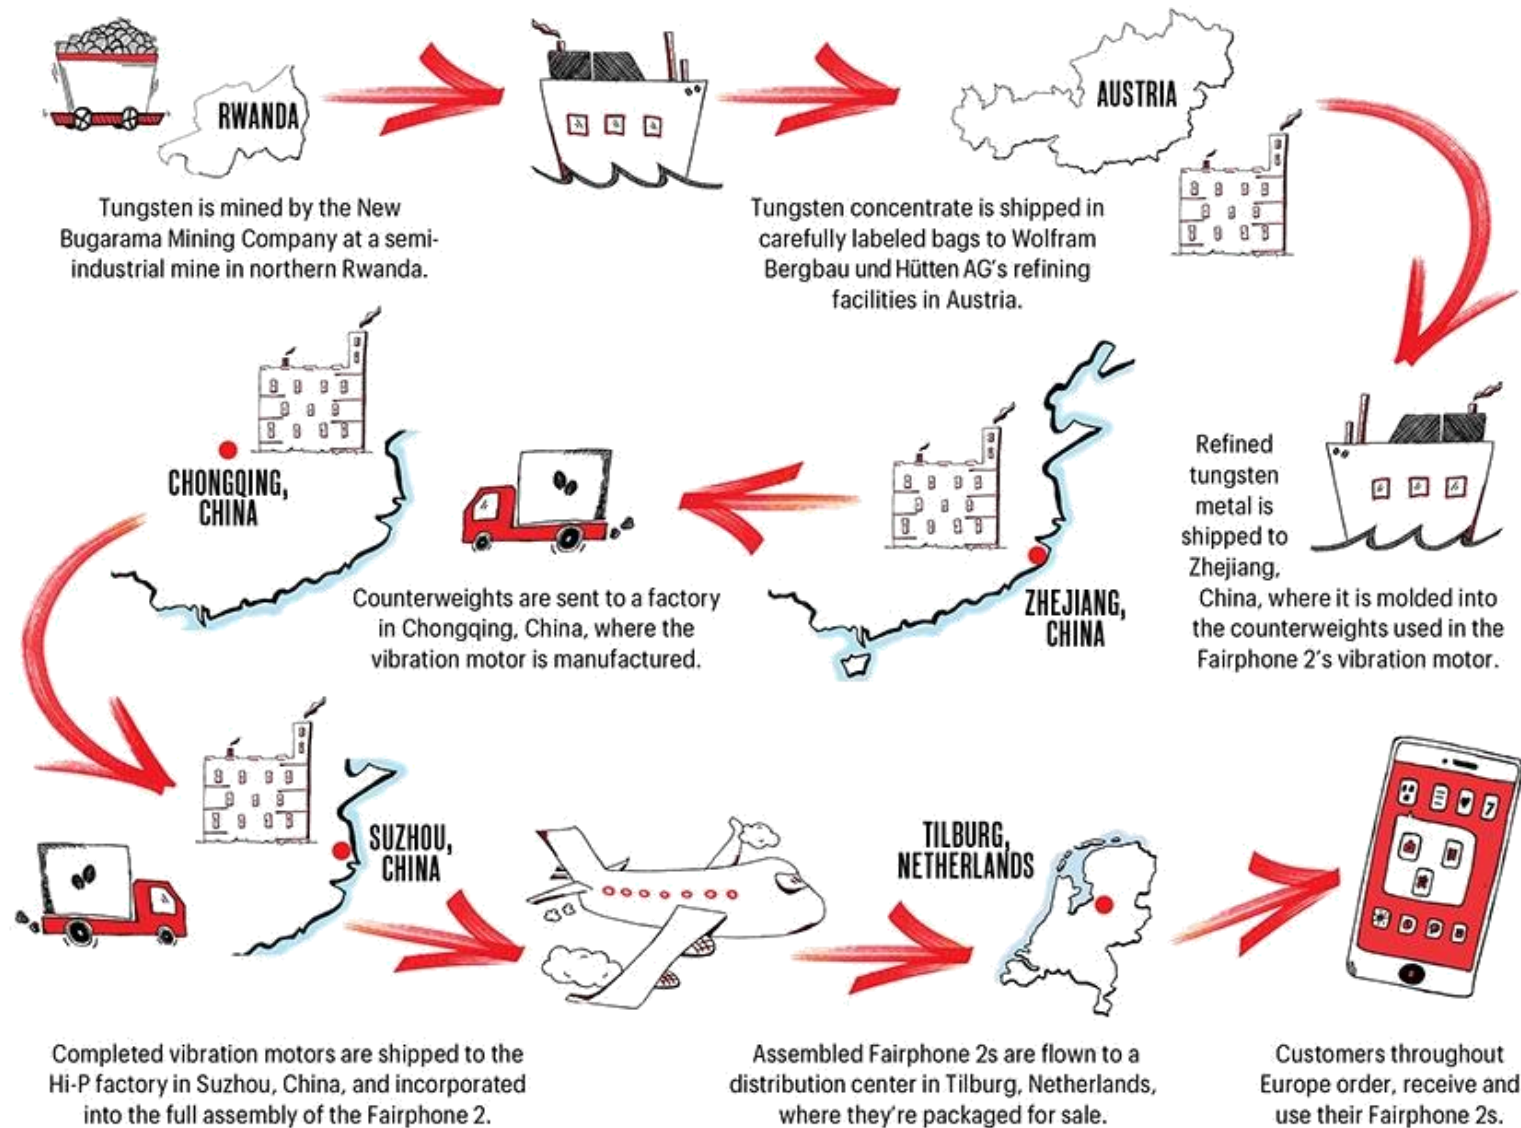 RWANDA
Tungsten is mined by the New
Bugarama Mining Company at a semi-
industrial mine in northern Rwanda.
AUSTRIA
Tungsten concentrate is shipped in
carefully labeled bags to Wolfram
Bergbau und Hütten AG's refining
facilities in Austria.
Refined
tungsten
metal is
shipped to
Zhejiang,
China, where it is molded into
the counterweights used in the
Fairphone 2's vibration motor.
ZHEJIANG,
CHINA
Counterweights are sent to a factory
in Chongqing, China, where the
vibration motor is manufactured.
CHONGQING,
CHINA
SUZHOU,
CHINA
Completed vibration motors are shipped to the
Hi-P factory in Suzhou, China, and incorporated
into the full assembly of the Fairphone 2.
TILBURG,
NETHERLANDS
Assembled Fairphone 2s are flown to a
distribution center in Tilburg, Netherlands,
where they're packaged for sale.
7
Customers throughout
Europe order, receive and
use their Fairphone 2s.